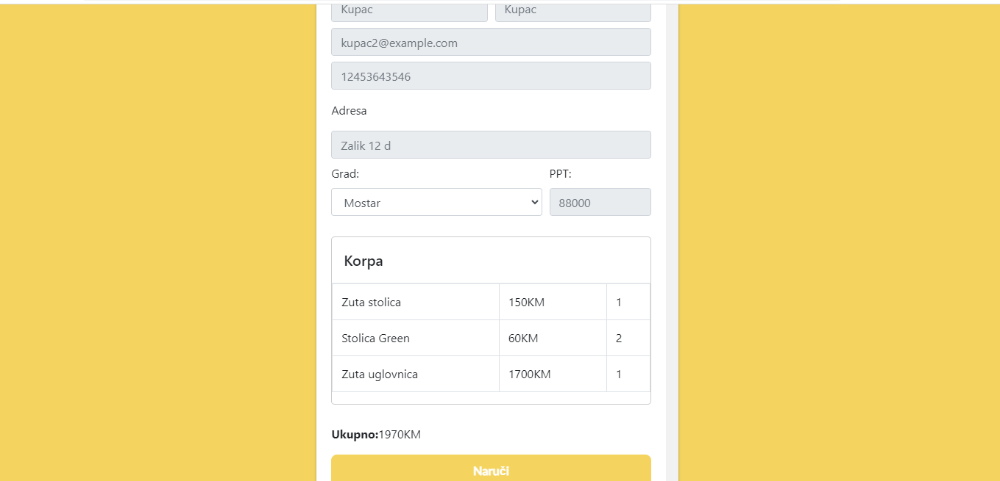 Kupac Kupac
kupac2@example.com
12453643546
Adresa
Zalik 12 d
Grad: PPT:
Mostar 88000
Korpa
Zuta stolica 150KM 1
Stolica Green 60KM 2
Zuta uglovnica 1700KM 1
Ukupno:1970KM
Naruči